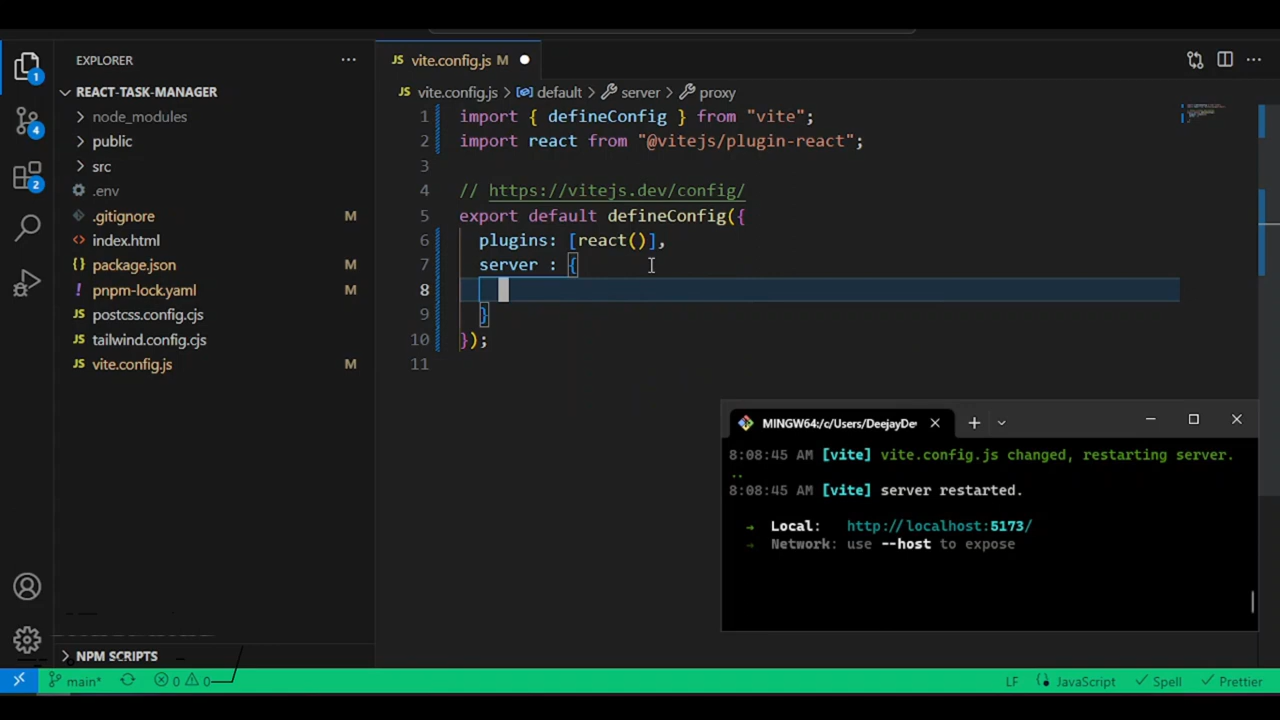 EXPLORER
REACT-TASK-MANAGER
node_modules
public
src
.env
.gitignore M
index.html
package.json M
pnpm-lock.yaml M
postcss.config.cjs
tailwind.config.cjs
vite.config.js M
NPM SCRIPTS
1
4
2
JS vite.config.js M
JS vite.config.js > default > server > proxy
1 import { defineConfig } from "vite";
2 import react from "@vitejs/plugin-react";
3
4 // https://vitejs.dev/config/
5 export default defineConfig({
6 plugins: [react()],
7 server : {
8
9 }
10 });
11
MINGW64:/c/Users/DeejayDe
8:08:45 AM [vite] vite.config.js changed, restarting server.
..
8:08:45 AM [vite] server restarted.
➜ Local: http://localhost:5173/
➜ Network: use --host to expose
main* 0 0 LF JavaScript Spell Prettier